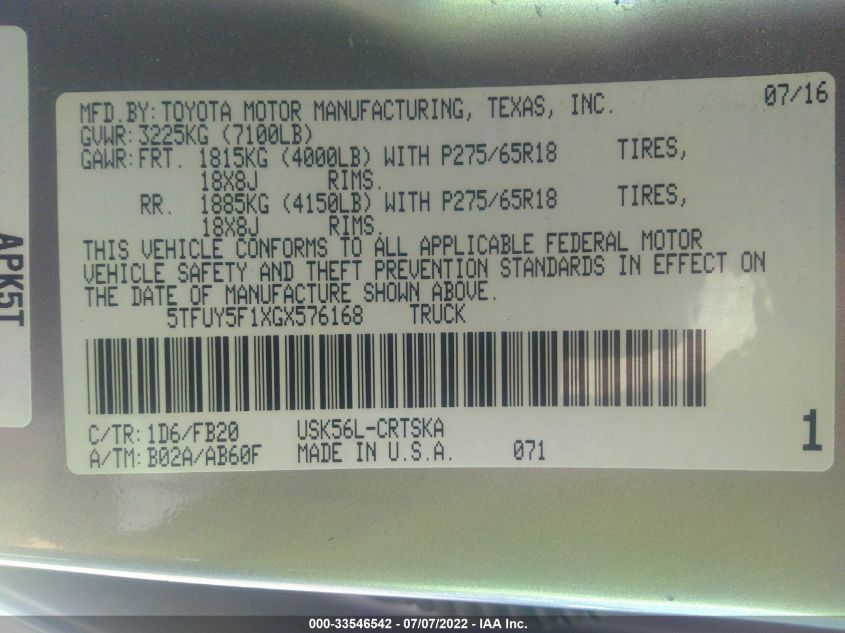 MFD.BY: TOYOTA MOTOR MANUFACTURING, TEXAS, INC. 07/16
GVWR: 3225KG (7100LB)
GAWR: FRT. 1815KG (4000LB) WITH P275/65R18 TIRES,
18X8J RIMS.
RR. 1885KG (4150LB) WITH P275/65R18 TIRES,
18X8J RIMS.
THIS VEHICLE CONFORMS TO ALL APPLICABLE FEDERAL MOTOR
VEHICLE SAFETY AND THEFT PREVENTION STANDARDS IN EFFECT ON
THE DATE OF MANUFACTURE SHOWN ABOVE.
5TFUY5F1XGX576168 TRUCK
C/TR: 1D6/FB20 USK56L-CRTSKA
A/TM: B02A/AB60F MADE IN U.S.A. 071
1
APK5T
000-33546542 - 07/07/2022 - IAA Inc.